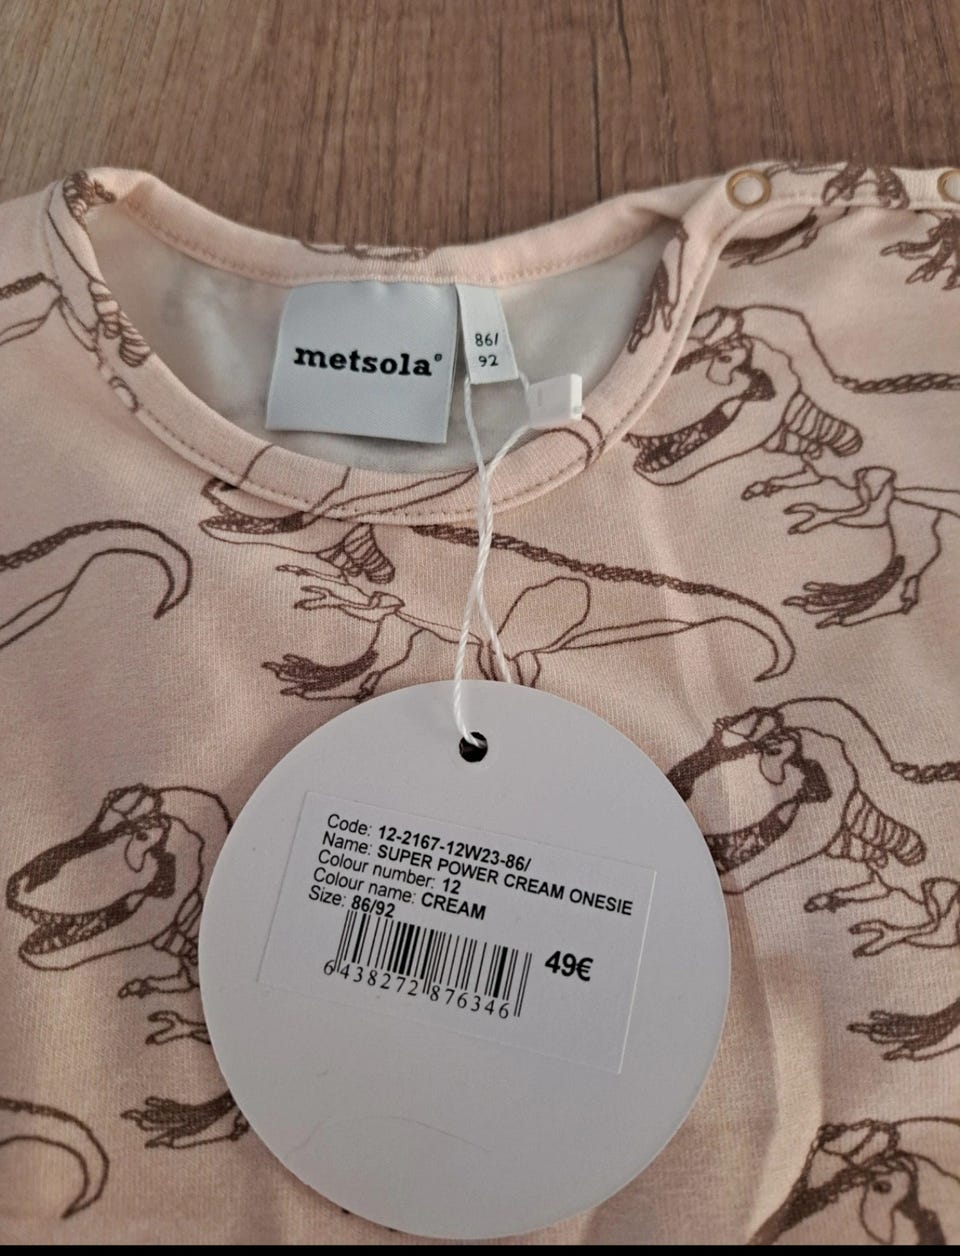 metsola®
86/
92
Code: 12-2167-12W23-86/
Name: SUPER POWER CREAM ONESIE
Colour number: 12
Colour name: CREAM
Size: 86/92
49€
6438272876346